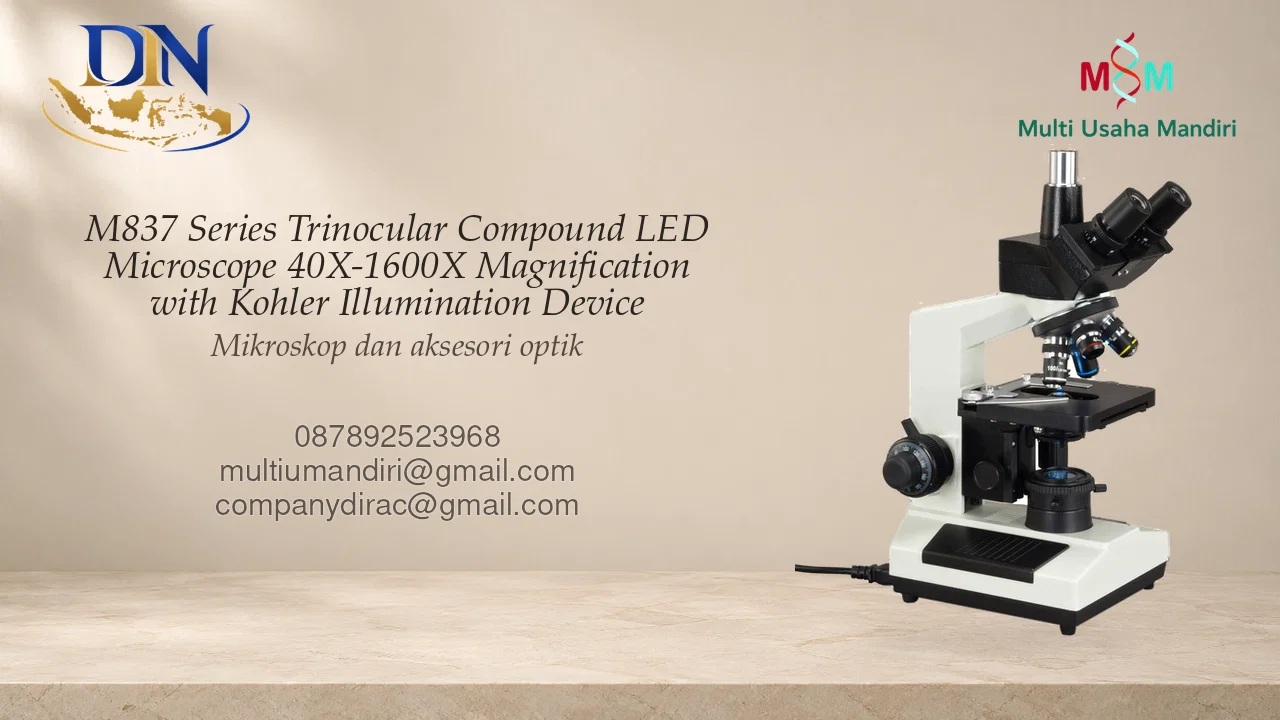 DN
M M
Multi Usaha Mandiri
M837 Series Trinocular Compound LED
Microscope 40X-1600X Magnification
with Kohler Illumination Device
Mikroskop dan aksesori optik
087892523968
multiumandiri@gmail.com
companydirac@gmail.com